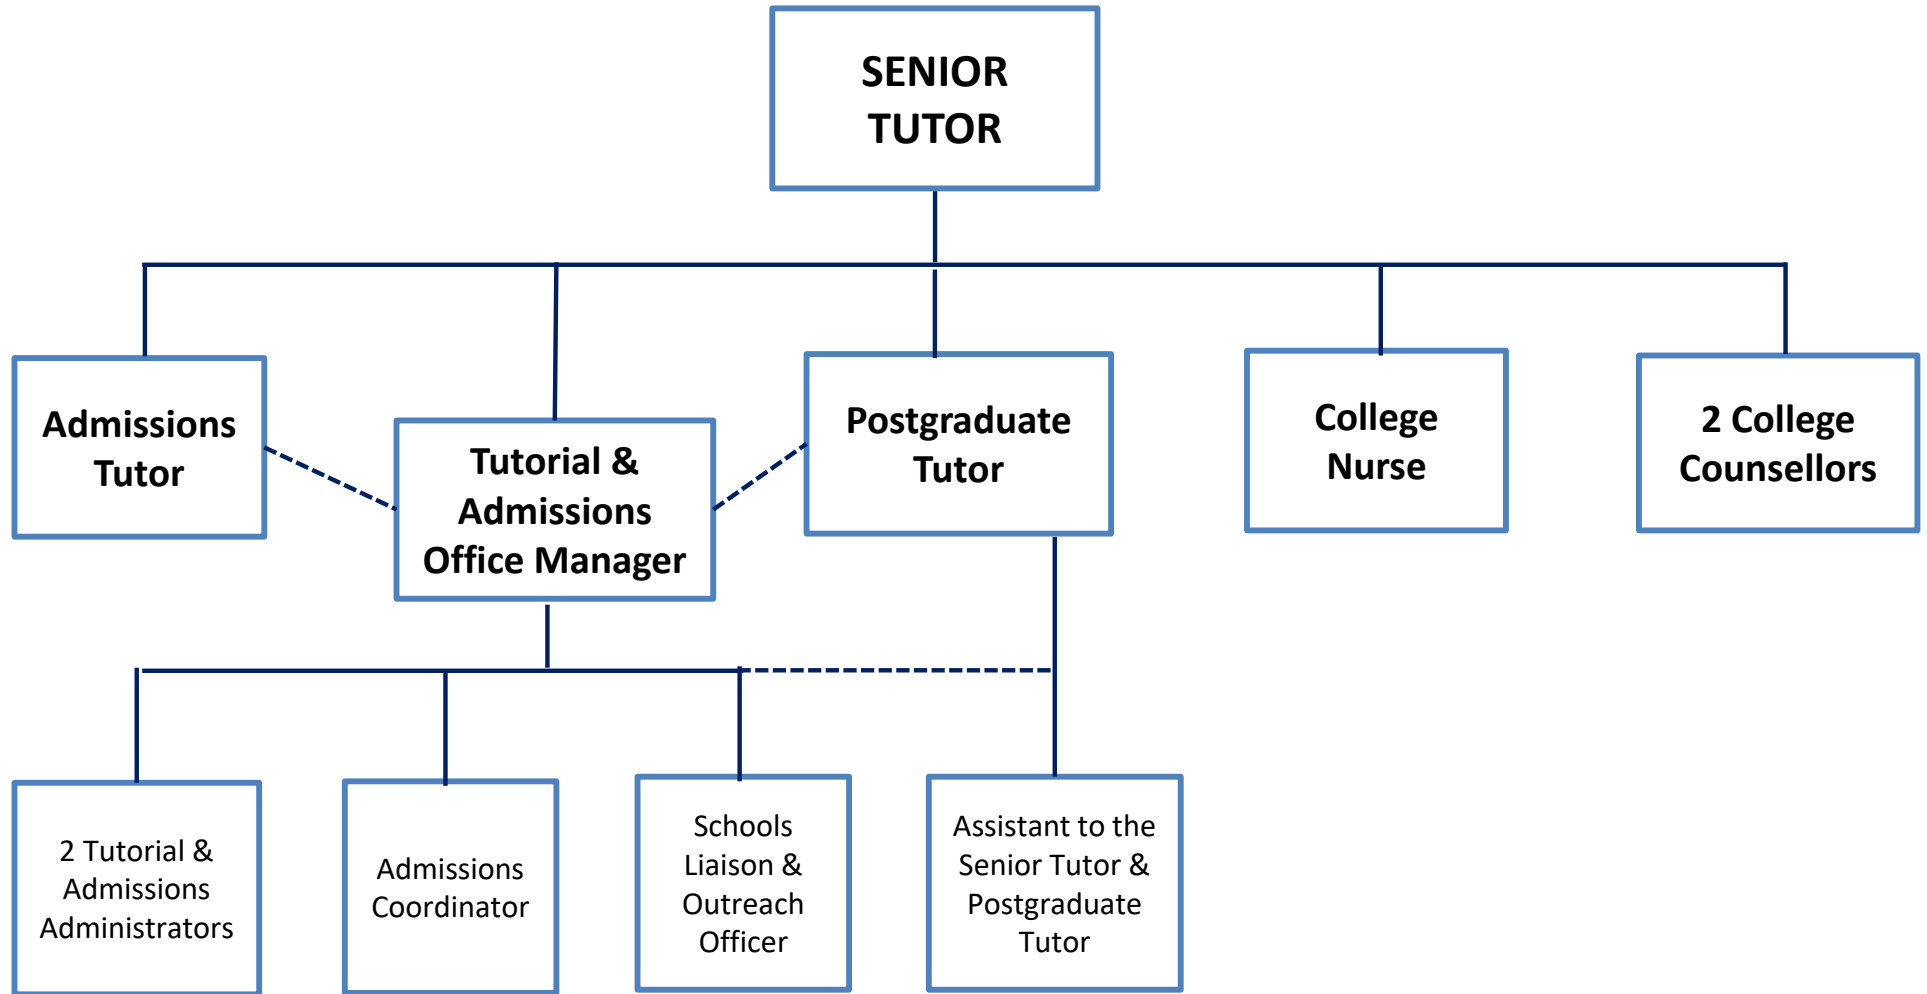 SENIOR
TUTOR
Admissions
Tutor
Tutorial &
Admissions
Office Manager
Postgraduate
Tutor
College
Nurse
2 College
Counsellors
2 Tutorial &
Admissions
Administrators
Admissions
Coordinator
Schools
Liaison &
Outreach
Officer
Assistant to the
Senior Tutor &
Postgraduate
Tutor